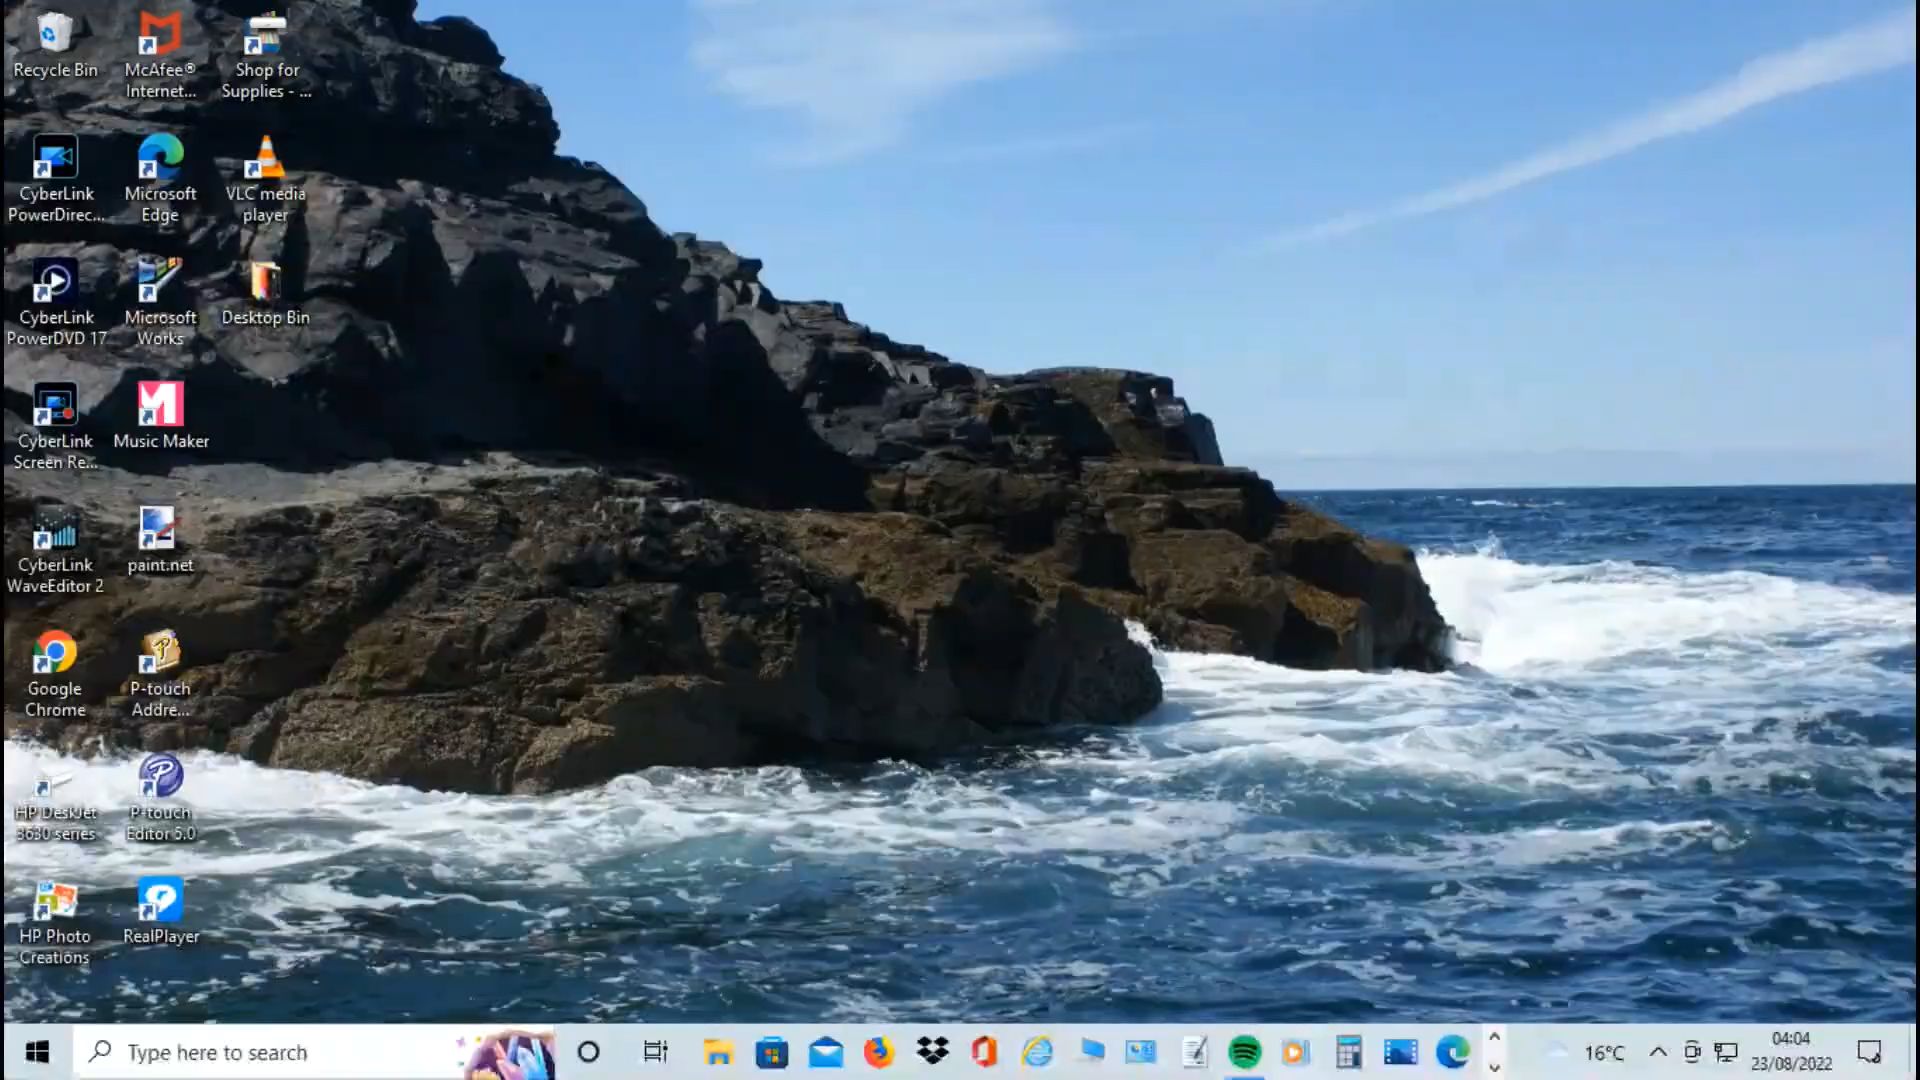 Recycle Bin
McAfee®
Internet...
Shop for
Supplies - ...
CyberLink
PowerDirec...
Microsoft
Edge
VLC media
player
CyberLink
PowerDVD 17
Microsoft
Works
Desktop Bin
CyberLink
Screen Re...
Music Maker
CyberLink
WaveEditor 2
paint.net
Google
Chrome
P-touch
Addre...
HP DeskJet
3630 series
P-touch
Editor 5.0
HP Photo
Creations
RealPlayer
Type here to search
16°C
04:04
23/08/2022